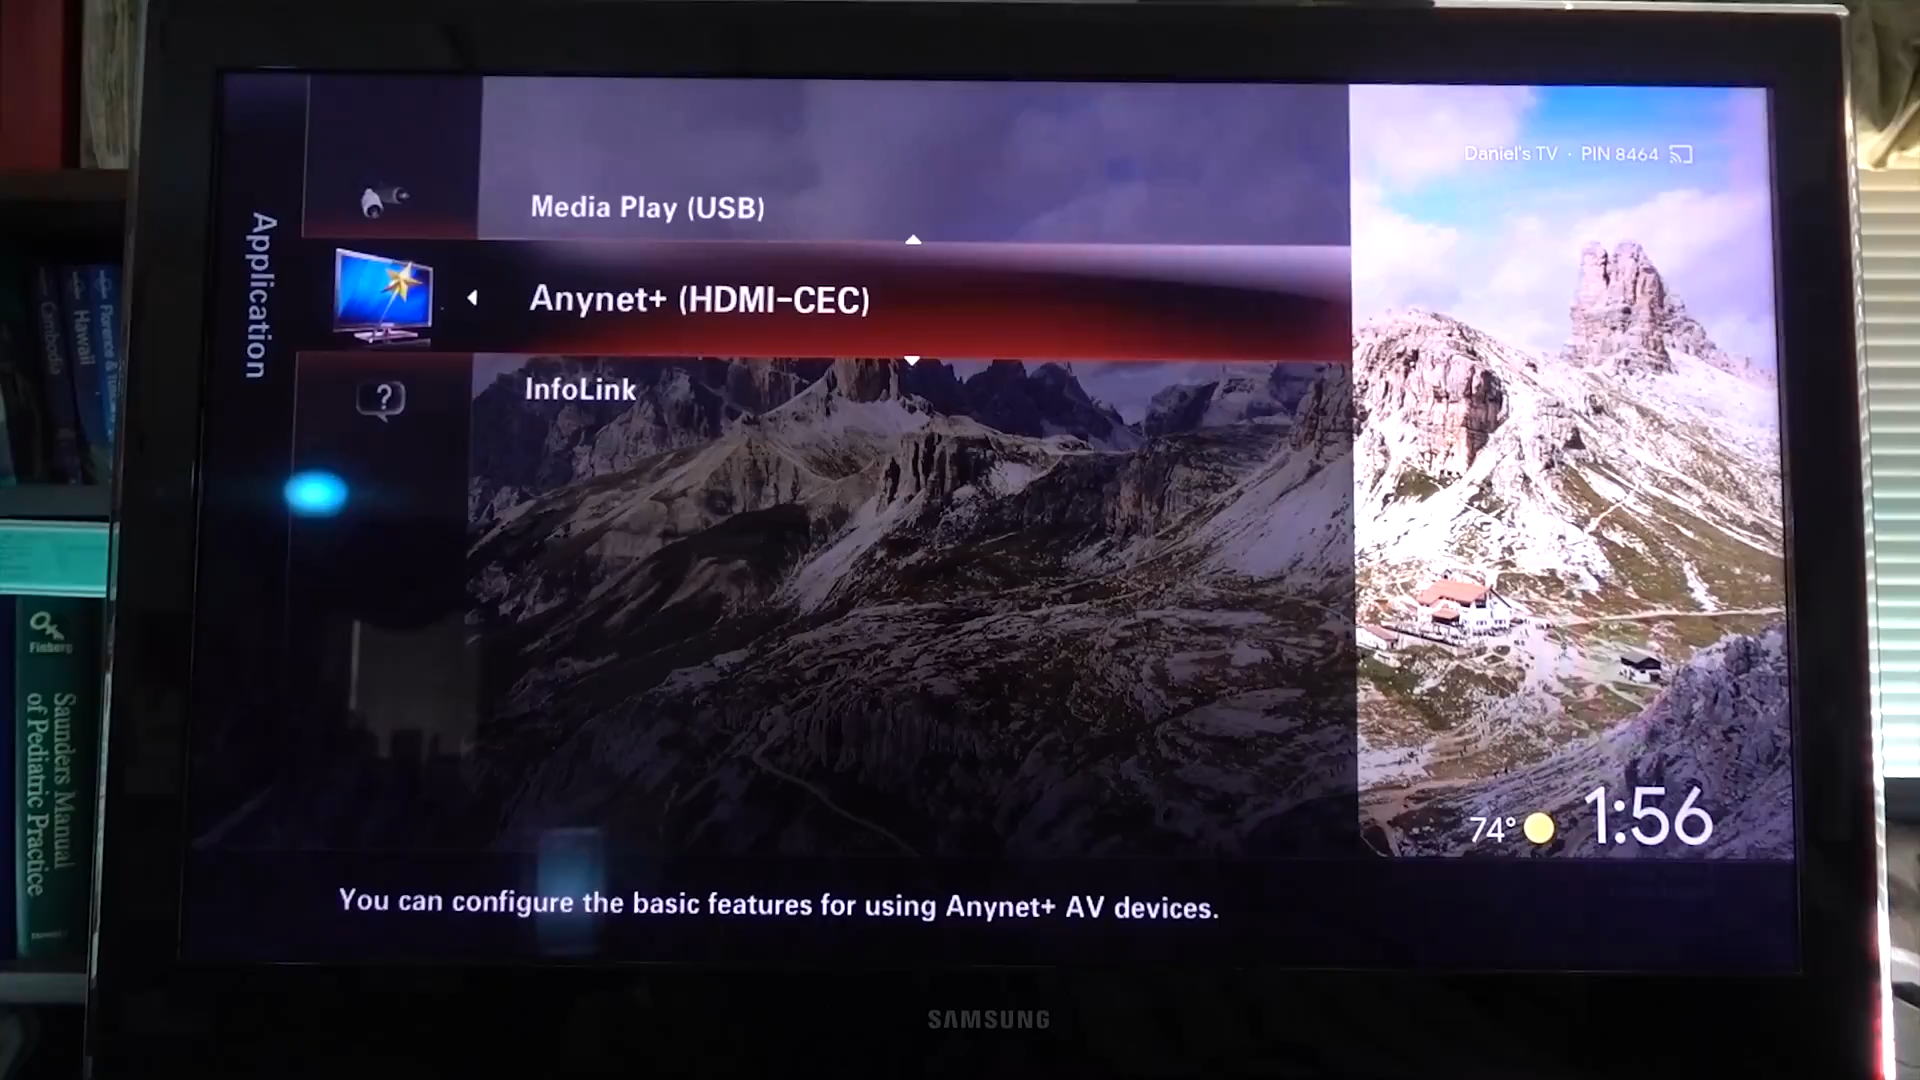 Daniel's TV · PIN 8464
Application
Media Play (USB)
Anynet+ (HDMI-CEC)
InfoLink
?
74°
1:56
You can configure the basic features for using Anynet+ AV devices.
SAMSUNG
Cambodia
Hawaii
Finberg
Saunders Manual
of Pediatric Practice